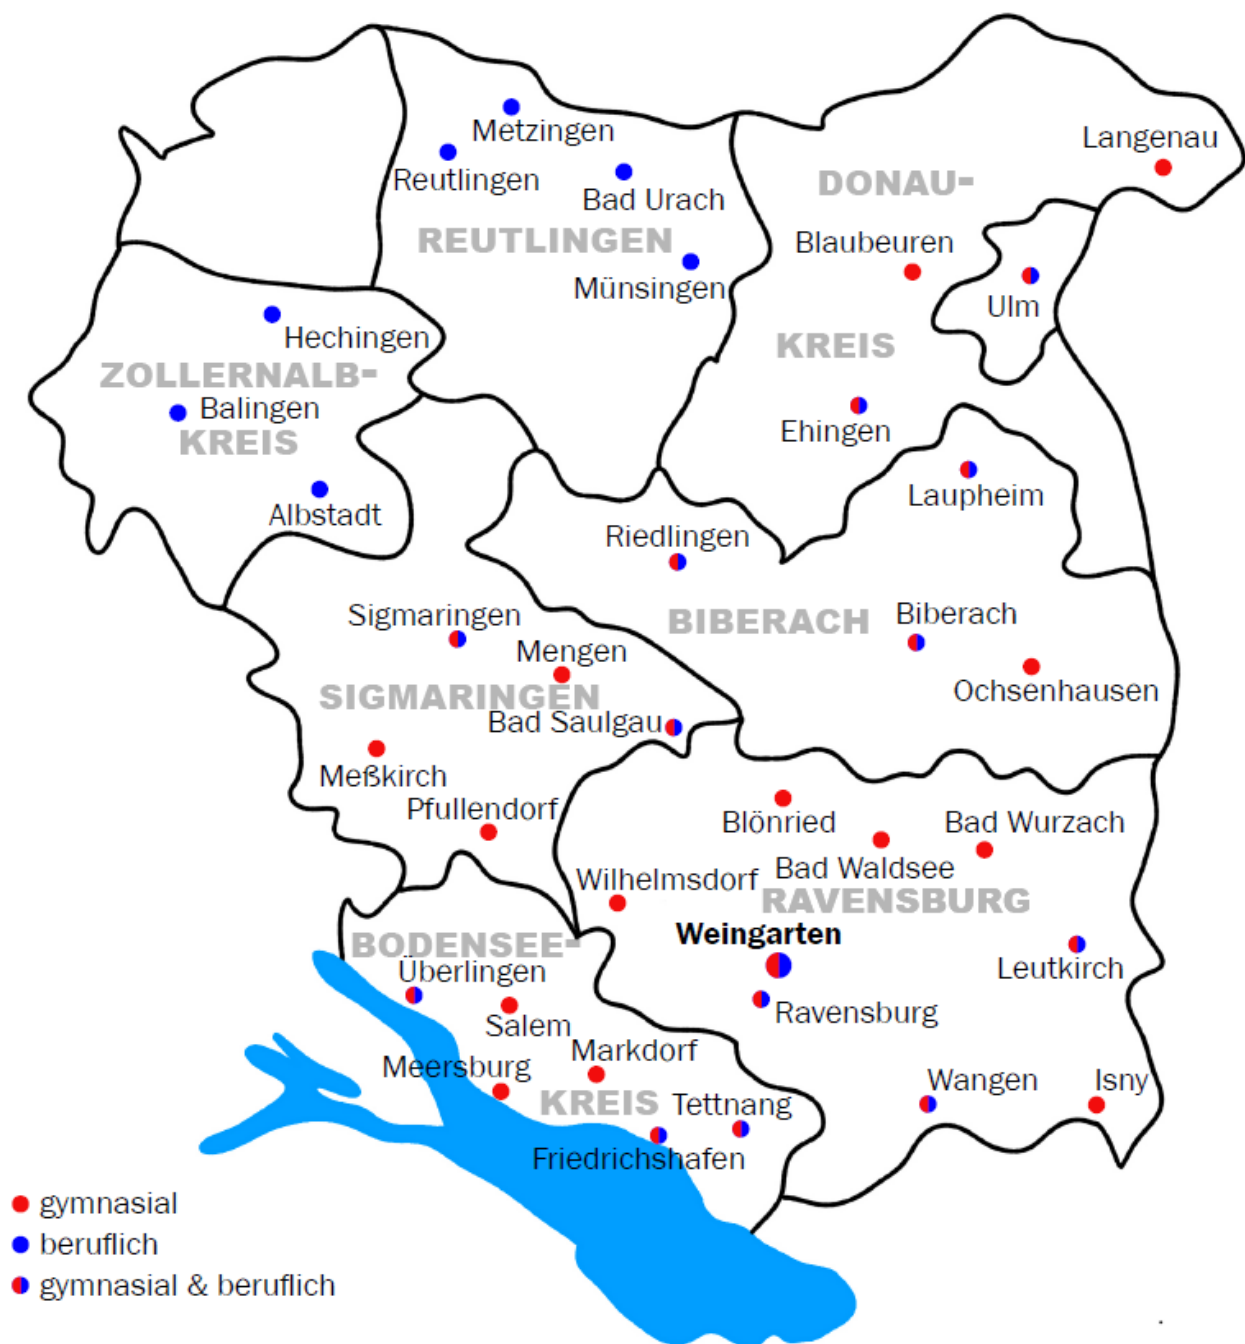 Metzingen
Reutlingen
Bad Urach
REUTLINGEN
Münsingen
Langenau
DONAU-
Blaubeuren
Ulm
KREIS
Ehingen
Hechingen
ZOLLERNALB-
Balingen
KREIS
Albstadt
Laupheim
Riedlingen
BIBERACH
Biberach
Ochsenhausen
Sigmaringen
Mengen
SIGMARINGEN
Bad Saulgau
Meßkirch
Pfullendorf
Blönried
Bad Wurzach
Bad Waldsee
Wilhelmsdorf
RAVENSBURG
Weingarten
Leutkirch
Ravensburg
Wangen
Isny
BODENSEE-
Überlingen
Salem
Markdorf
Meersburg
KREIS
Tettnang
Friedrichshafen
gymnasial
beruflich
gymnasial & beruflich